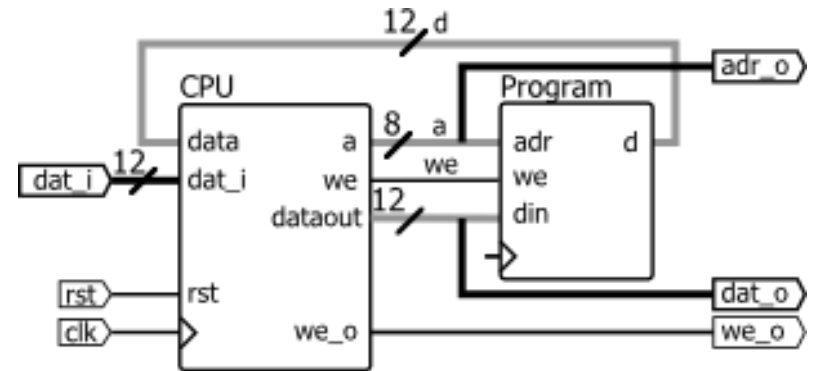 12 d
adr_o
CPU
Program
data
a
8
a
adr
d
dat_i
12
dat_i
we
we
we
dataout
12
din
rst
rst
dat_o
clk
we_o
we_o